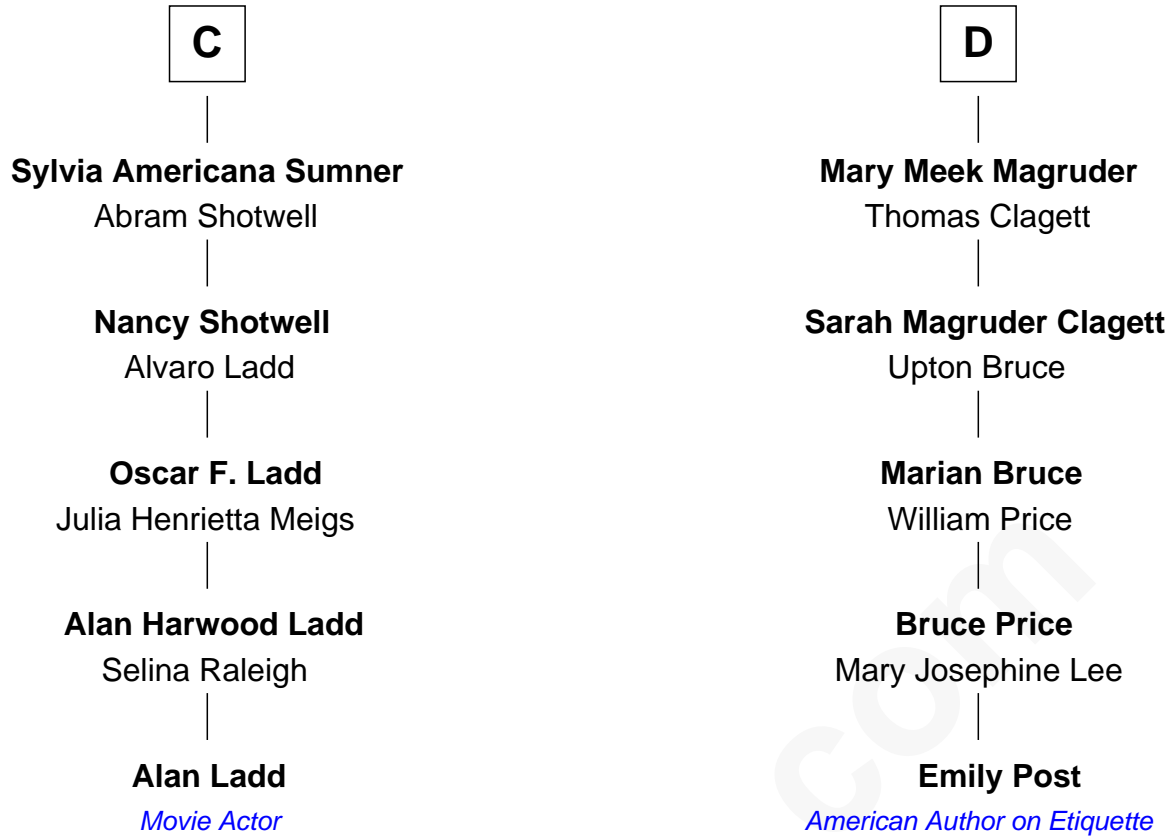 C
Sylvia Americana Sumner
Abram Shotwell
Nancy Shotwell
Alvaro Ladd
Oscar F. Ladd
Julia Henrietta Meigs
Alan Harwood Ladd
Selina Raleigh
Alan Ladd
Movie Actor
D
Mary Meek Magruder
Thomas Clagett
Sarah Magruder Clagett
Upton Bruce
Marian Bruce
William Price
Bruce Price
Mary Josephine Lee
Emily Post
American Author on Etiquette
com